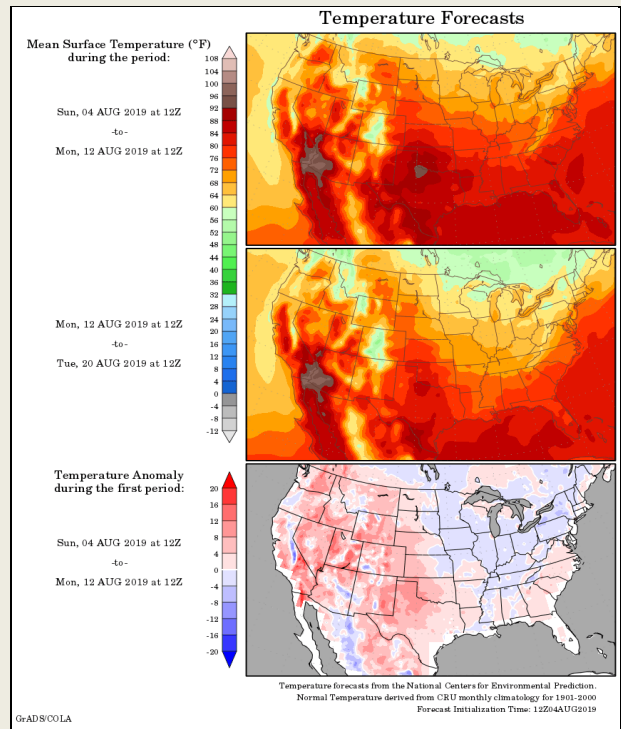 Temperature Forecasts
Mean Surface Temperature (°F)
during the period:
Sun, 04 AUG 2019 at 12Z
-to-
Mon, 12 AUG 2019 at 12Z
108
104
100
96
92
88
84
80
76
72
68
64
60
56
52
48
44
40
36
32
28
24
20
16
12
8
4
0
-4
-8
-12
Mon, 12 AUG 2019 at 12Z
-to-
Tue, 20 AUG 2019 at 12Z
Temperature Anomaly
during the first period:
Sun, 04 AUG 2019 at 12Z
-to-
Mon, 12 AUG 2019 at 12Z
20
16
12
8
4
0
-4
-8
-12
-16
-20
Temperature forecasts from the National Centers for Environmental Prediction.
Normal Temperature derived from CRU monthly climatology for 1901-2000
Forecast Initialization Time: 12Z04AUG2019
GrADS/COLA